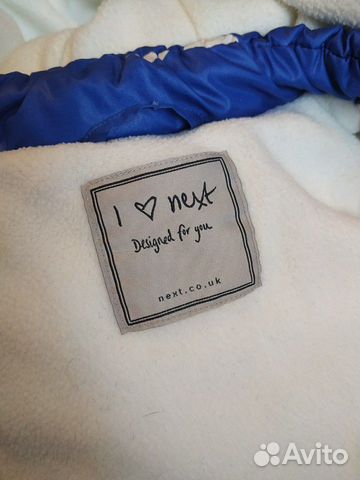 I ♡ next
Designed for you
next.co.uk
Avito